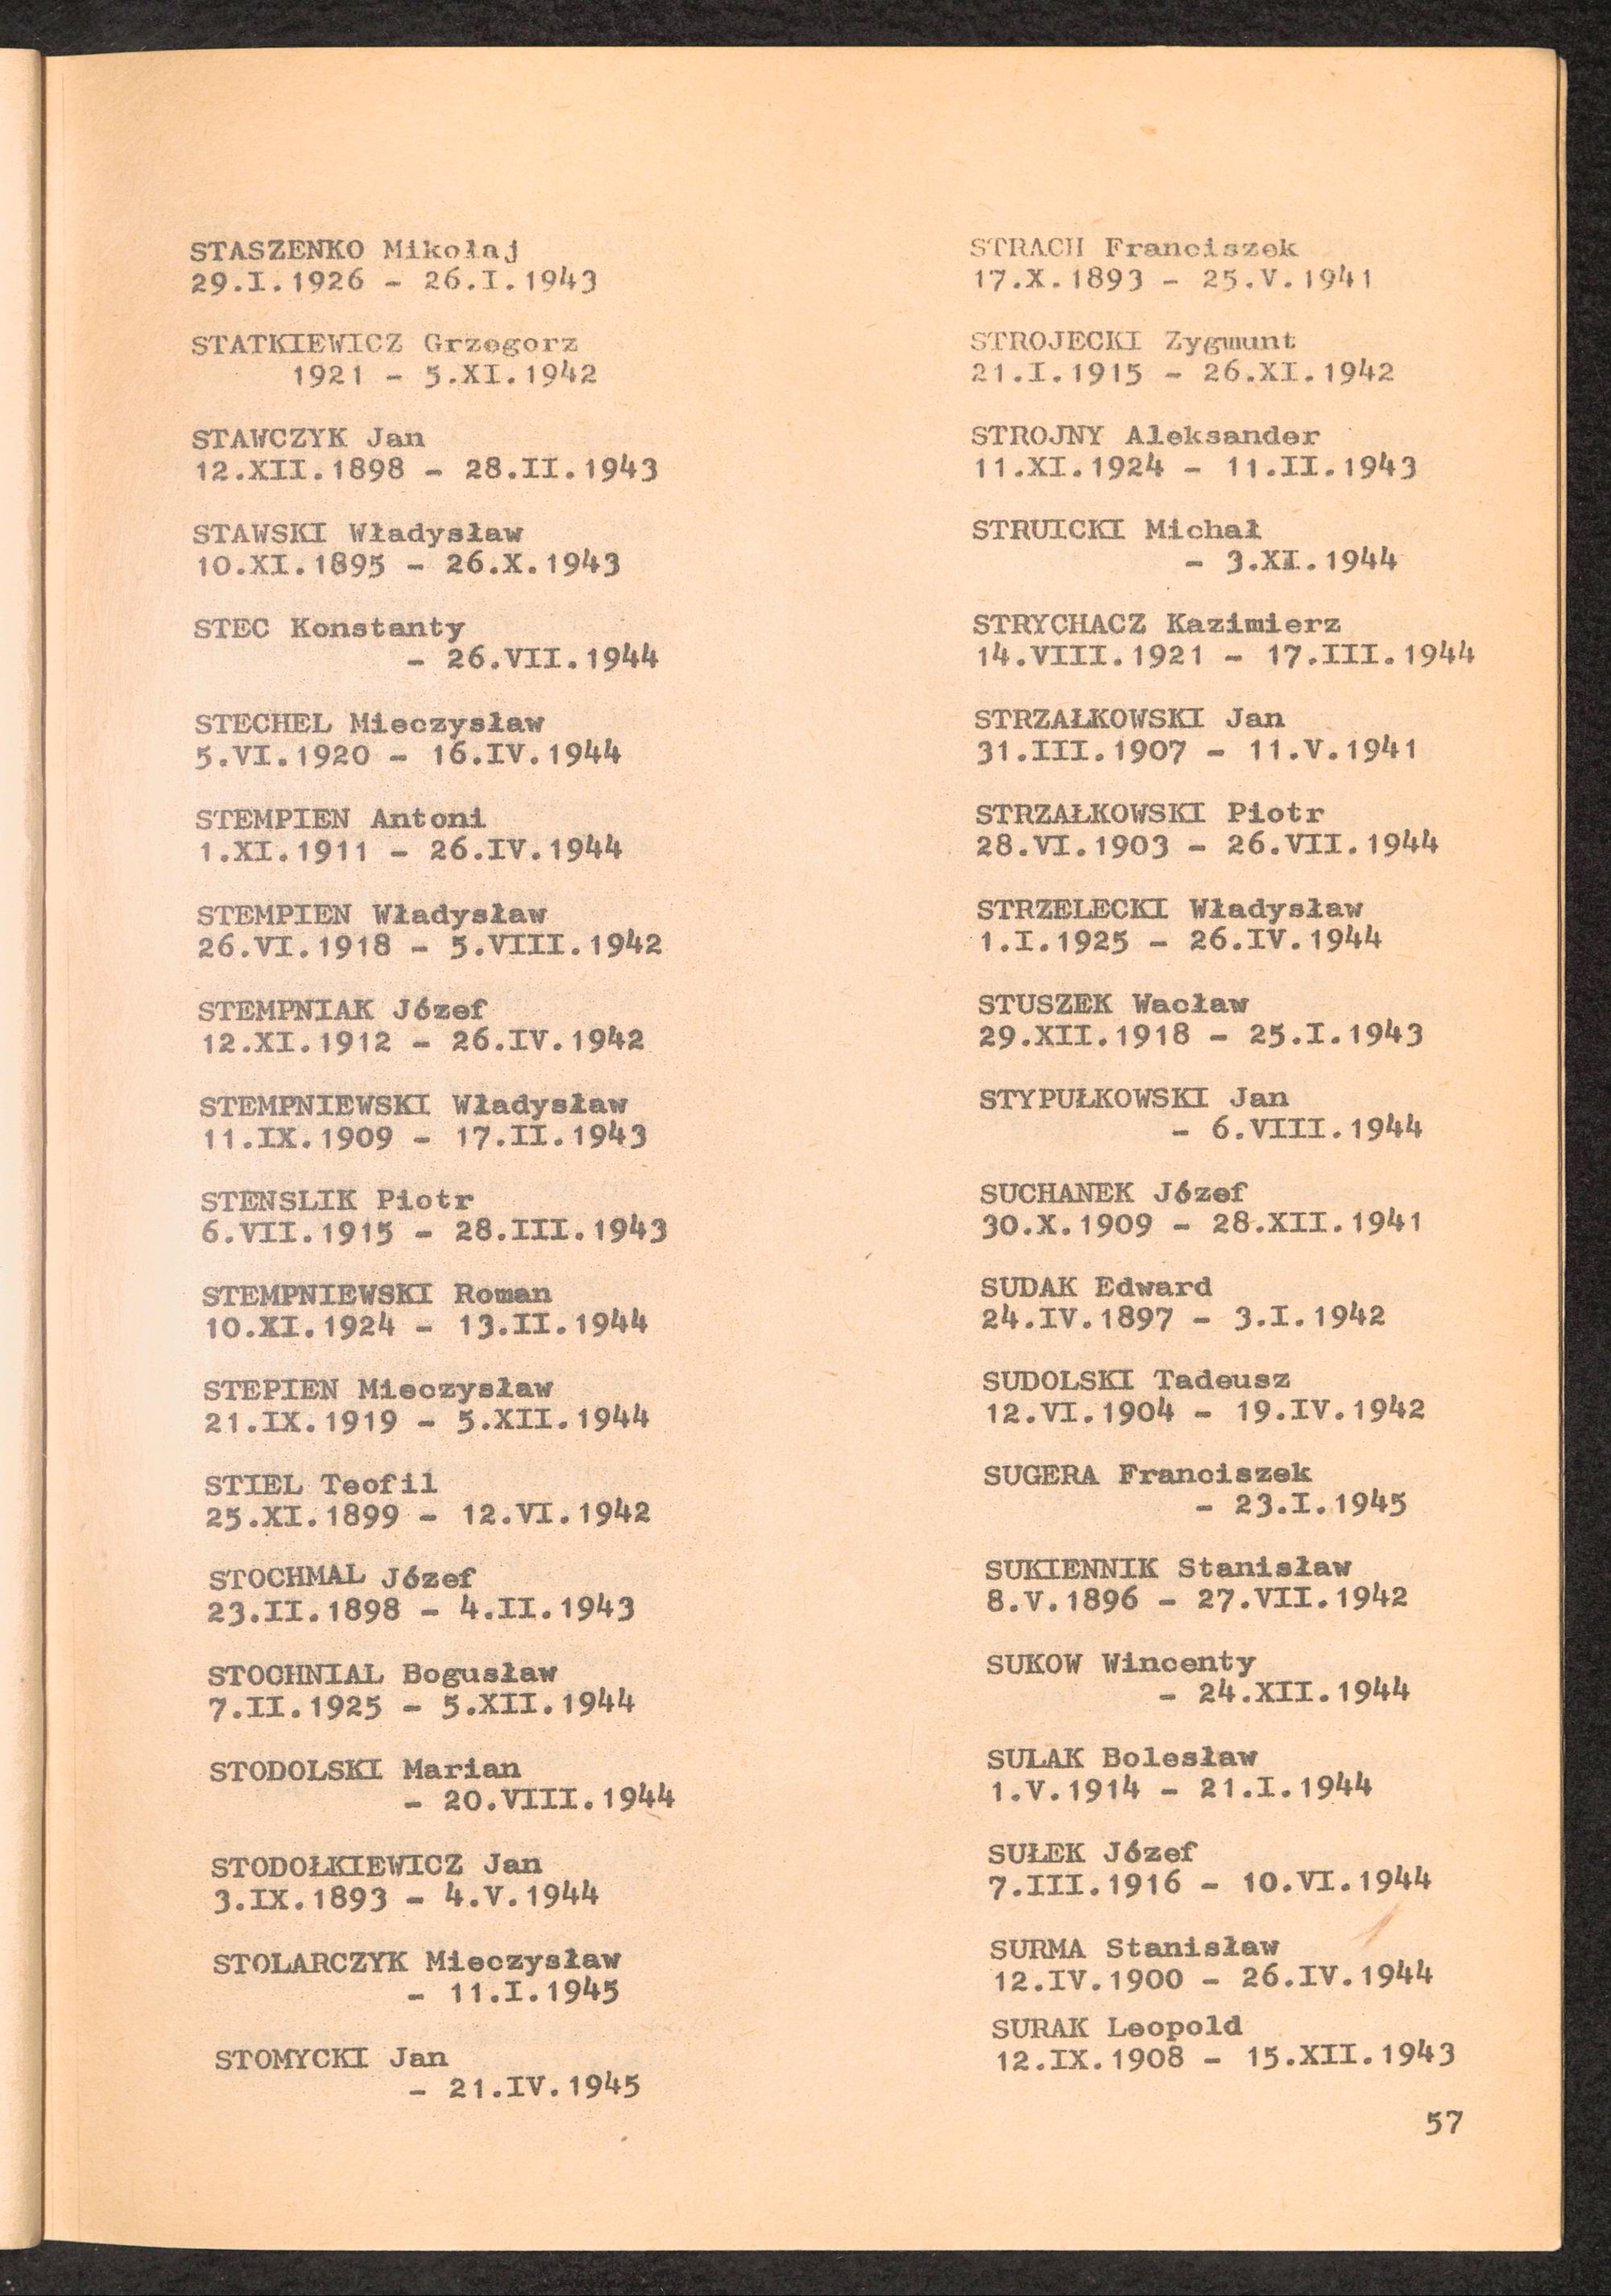 STASZENKO Mikołaj
29.I.1926 - 26.I.1943
STATKIEWICZ Grzegorz
1921 - 5.XI.1942
STAWCZYK Jan
12.XII.1898 - 28.II.1943
STAWSKI Władysław
10.XI.1895 - 26.X.1943
STEC Konstanty
- 26.VII.1944
STECHEL Mieczysław
5.VI.1920 - 16.IV.1944
STEMPIEN Antoni
1.XI.1911 - 26.IV.1944
STEMPIEN Władysław
26.VI.1918 - 5.VIII.1942
STEMPNIAK Józef
12.XI.1912 - 26.IV.1942
STEMPNIEWSKI Władysław
11.IX.1909 - 17.II.1943
STENSLIK Piotr
6.VII.1915 - 28.III.1943
STEMPNIEWSKI Roman
10.XI.1924 - 13.II.1944
STEPIEN Mieczysław
21.IX.1919 - 5.XII.1944
STIEL Teofil
25.XI.1899 - 12.VI.1942
STOCHMAL Józef
23.II.1898 - 4.II.1943
STOCHNIAL Bogusław
7.II.1925 - 5.XII.1944
STODOLSKI Marian
- 20.VIII.1944
STODOŁKIEWICZ Jan
3.IX.1893 - 4.V.1944
STOLARCZYK Mieczysław
- 11.I.1945
STOMYCKI Jan
- 21.IV.1945
STRACH Franciszek
17.X.1893 - 25.V.1941
STROJECKI Zygmunt
21.I.1915 - 26.XI.1942
STROJNY Aleksander
11.XI.1924 - 11.II.1943
STRUICKI Michał
- 3.XI.1944
STRYCHACZ Kazimierz
14.VIII.1921 - 17.III.1944
STRZAŁKOWSKI Jan
31.III.1907 - 11.V.1941
STRZAŁKOWSKI Piotr
28.VI.1903 - 26.VII.1944
STRZELECKI Władysław
1.I.1925 - 26.IV.1944
STUSZEK Wacław
29.XII.1918 - 25.I.1943
STYPUŁKOWSKI Jan
- 6.VIII.1944
SUCHANEK Józef
30.X.1909 - 28.XII.1941
SUDAK Edward
24.IV.1897 - 3.I.1942
SUDOLSKI Tadeusz
12.VI.1904 - 19.IV.1942
SUGERA Franciszek
- 23.I.1945
SUKIENNIK Stanisław
8.V.1896 - 27.VII.1942
SUKOW Wincenty
- 24.XII.1944
SULAK Bolesław
1.V.1914 - 21.I.1944
SUŁEK Józef
7.III.1916 - 10.VI.1944
SURMA Stanisław
12.IV.1900 - 26.IV.1944
SURAK Leopold
12.IX.1908 - 15.XII.1943
57